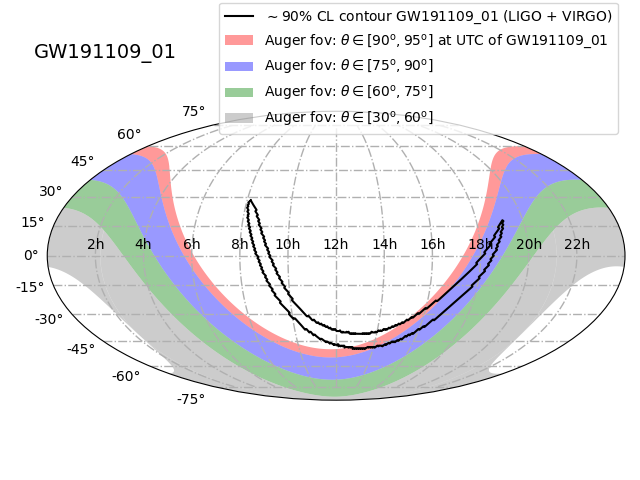 GW191109_01
~ 90% CL contour GW191109_01 (LIGO + VIRGO)
Auger fov: θ ∈ [90°, 95°] at UTC of GW191109_01
Auger fov: θ ∈ [75°, 90°]
Auger fov: θ ∈ [60°, 75°]
Auger fov: θ ∈ [30°, 60°]
75°
60°
45°
30°
15°
0°
-15°
-30°
-45°
-60°
-75°
2h 4h 6h 8h 10h 12h 14h 16h 18h 20h 22h